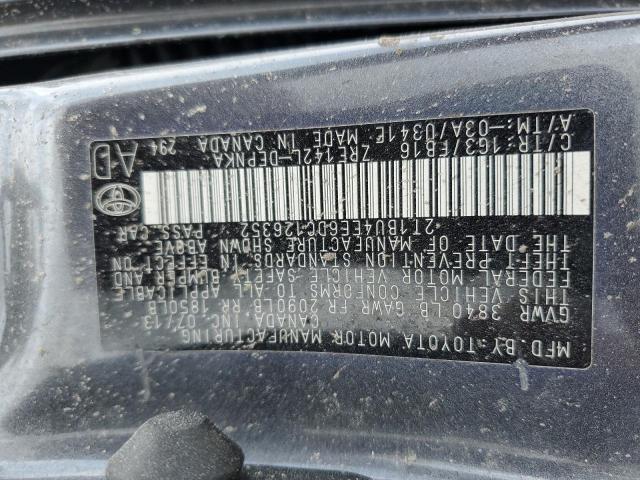 MFD. BY: TOYOTA MOTOR MANUFACTURING
CANADA INC. 07/13
GVWR 3840 LB GAWR FR 2090LB RR 1850LB
THIS VEHICLE CONFORMS TO ALL APPLICABLE
FEDERAL MOTOR VEHICLE SAFETY, BUMPER, AND
THEFT PREVENTION STANDARDS IN EFFECT ON
THE DATE OF MANUFACTURE SHOWN ABOVE.
2T1BU4EE6DC126352 PASS. CAR
ZRE142L-DEPNKA 294
C/TR: 1G3/FB16 MADE IN CANADA
A/TM:-03A/U341E
AD